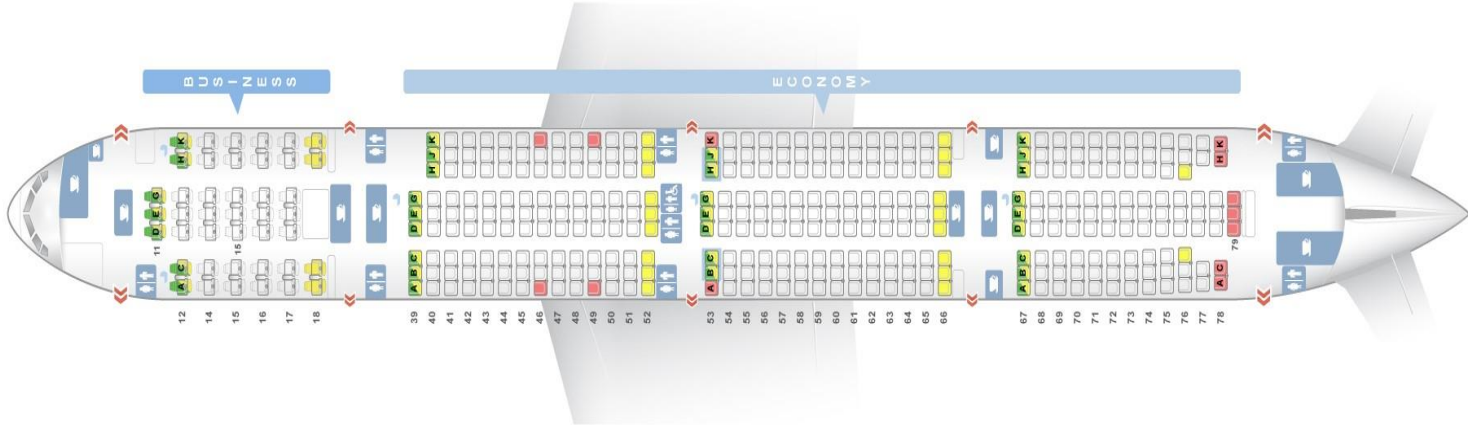 BUSINESS
ECONOMY
K K K K K
H H J H J H J H K
G G G G
E E E E
D D D D
11 15 79
C B C B C B C C
A A A A A
12 14 15 16 17 18 39 40 41 42 43 44 45 46 47 48 49 50 51 52 53 54 55 56 57 58 59 60 61 62 63 64 65 66 67 68 69 70 71 72 73 74 75 76 77 78